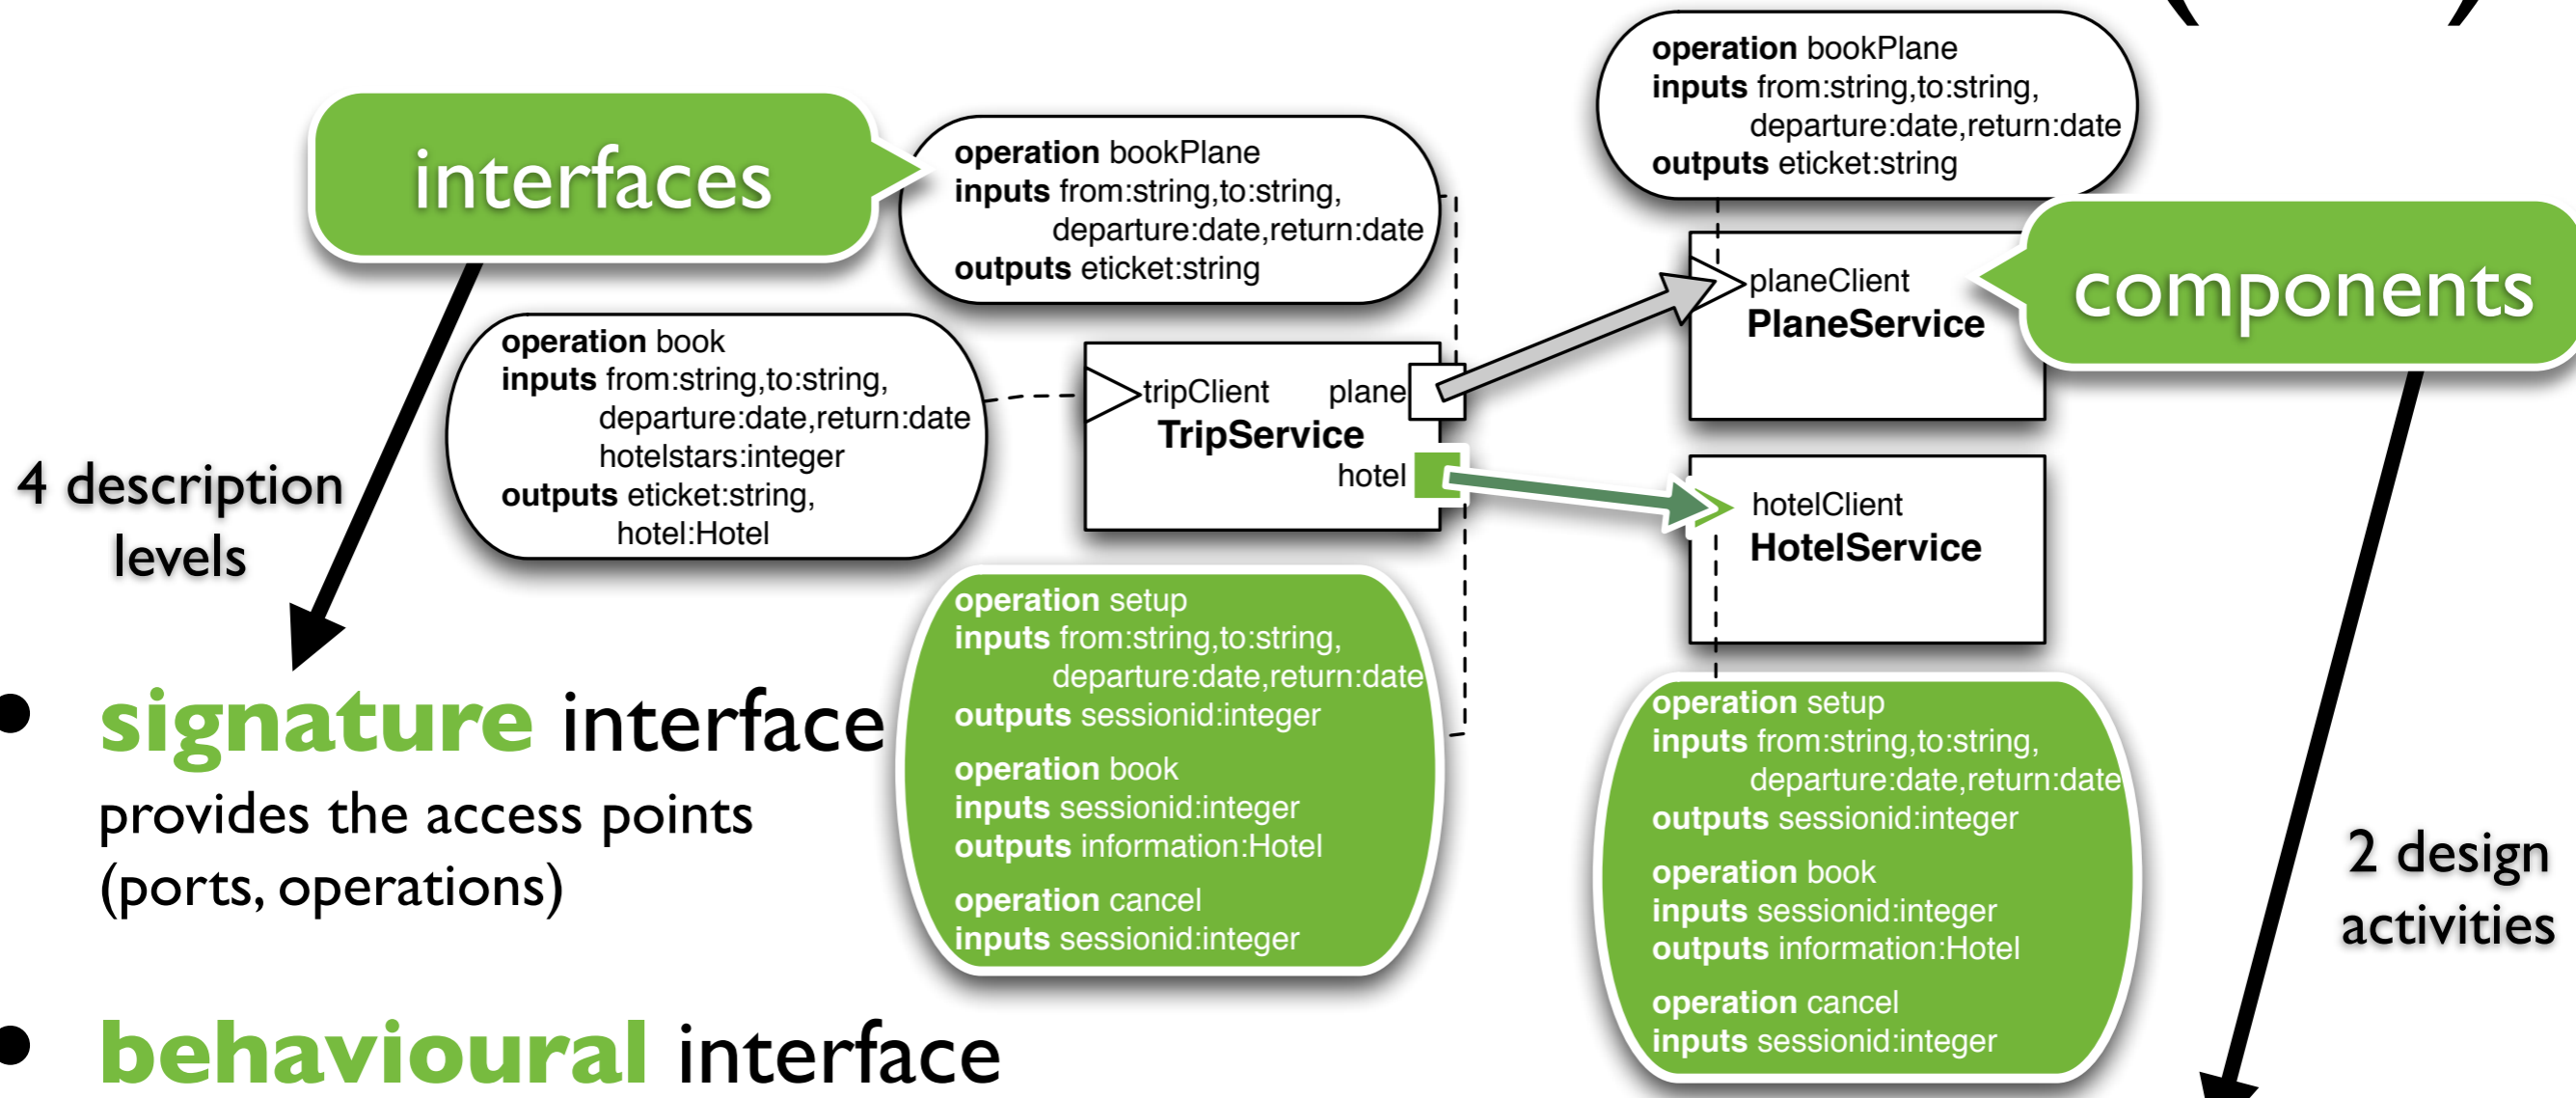 operation bookPlane
inputs from:string,to:string,
departure:date,return:date
outputs eticket:string
interfaces
operation bookPlane
inputs from:string,to:string,
departure:date,return:date
outputs eticket:string
components
planeClient
PlaneService
operation book
inputs from:string,to:string,
departure:date,return:date
hotelstars:integer
outputs eticket:string,
hotel:Hotel
tripClient
plane
TripService
hotel
hotelClient
HotelService
4 description
levels
operation setup
inputs from:string,to:string,
departure:date,return:date
outputs sessionid:integer
operation book
inputs sessionid:integer
outputs information:Hotel
operation cancel
inputs sessionid:integer
operation setup
inputs from:string,to:string,
departure:date,return:date
outputs sessionid:integer
operation book
inputs sessionid:integer
outputs information:Hotel
operation cancel
inputs sessionid:integer
2 design
activities
• signature interface
provides the access points
(ports, operations)
• behavioural interface